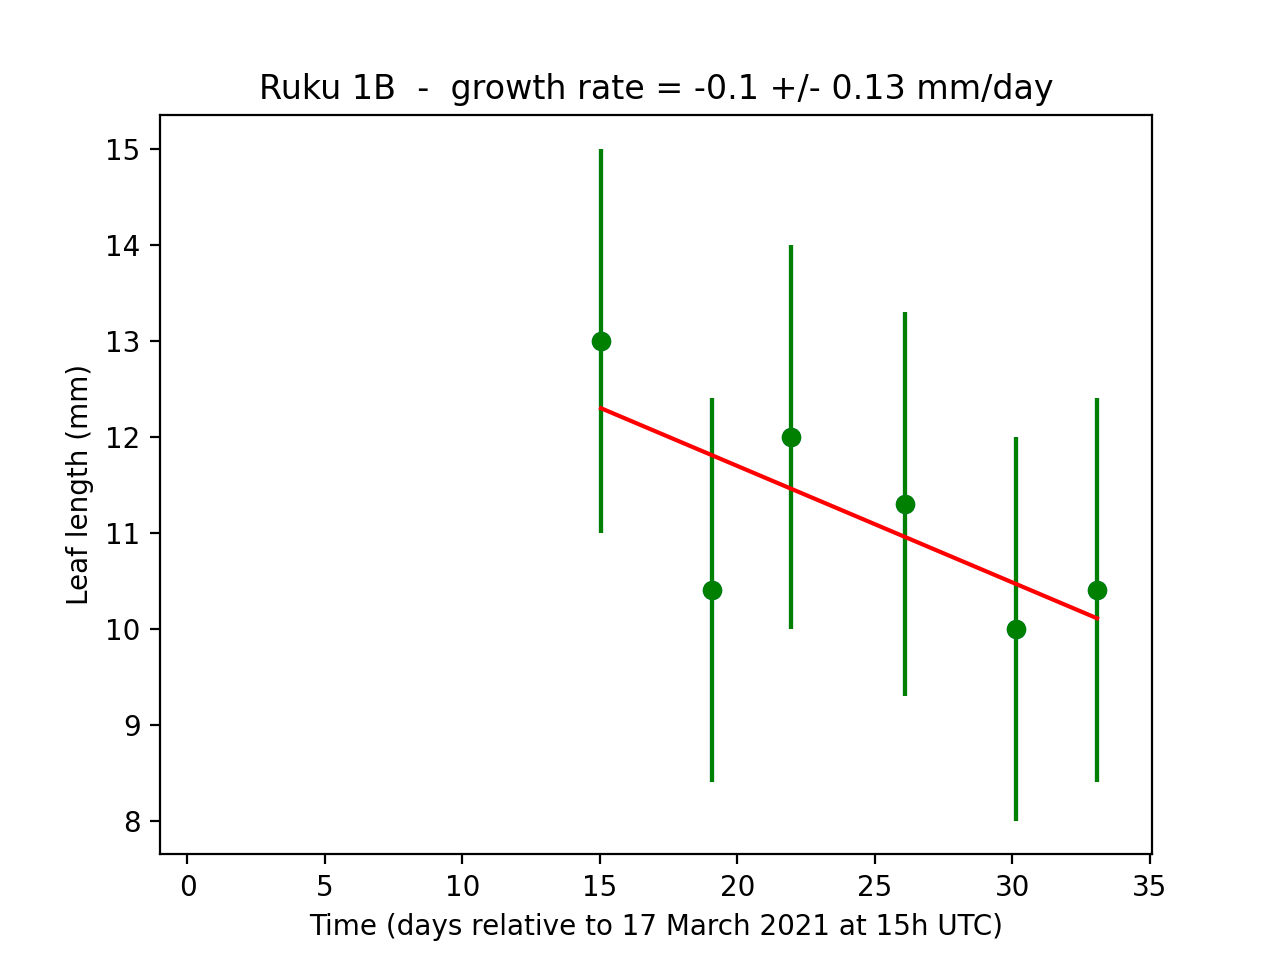 Ruku 1B  -  growth rate = -0.1 +/- 0.13 mm/day
15
14
13
12
11
10
9
8
Leaf length (mm)
0 5 10 15 20 25 30 35
Time (days relative to 17 March 2021 at 15h UTC)